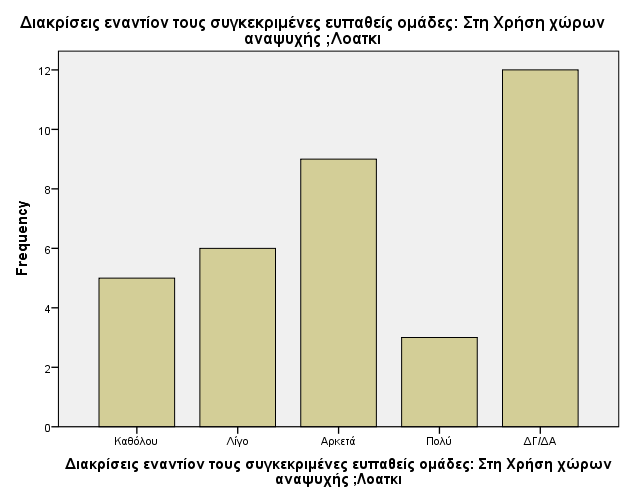 Διακρίσεις εναντίον τους συγκεκριμένες ευπαθείς ομάδες: Στη Χρήση χώρων
αναψυχής ;Λοατκι
Frequency
12
10
8
6
4
2
0
Καθόλου
Λίγο
Αρκετά
Πολύ
ΔΓ/ΔΑ
Διακρίσεις εναντίον τους συγκεκριμένες ευπαθείς ομάδες: Στη Χρήση χώρων
αναψυχής ;Λοατκι